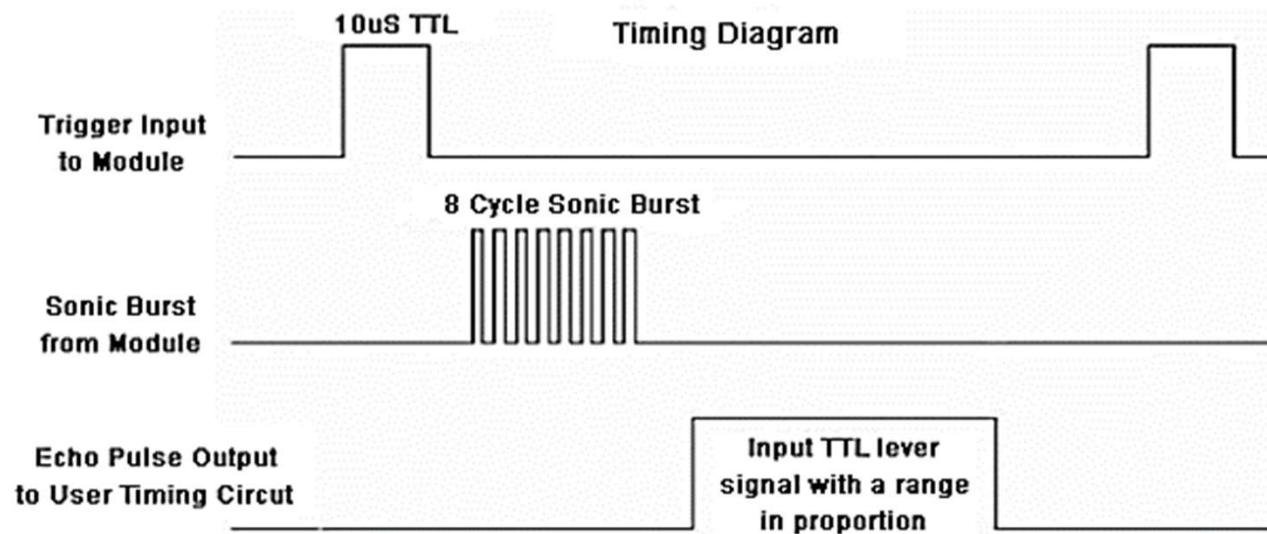 10uS TTL
Timing Diagram
Trigger Input
to Module
8 Cycle Sonic Burst
Sonic Burst
from Module
Echo Pulse Output
to User Timing Circut
Input TTL lever
signal with a range
in proportion